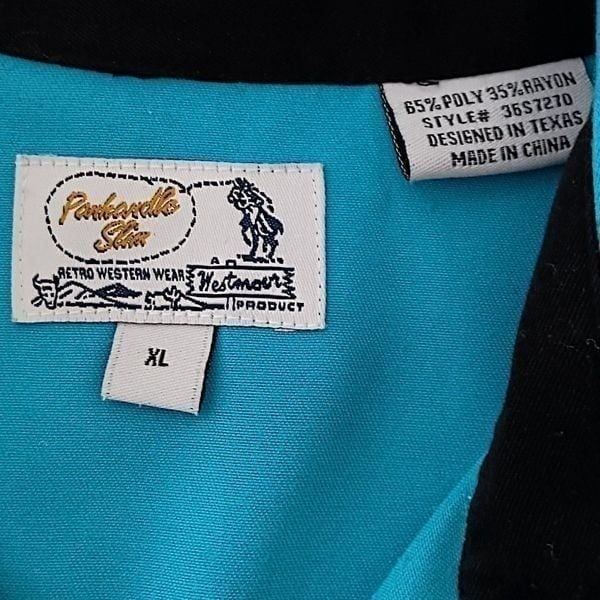 65% POLY 35% RAYON
STYLE# 36S7270
DESIGNED IN TEXAS
MADE IN CHINA
Panhandle
Slim
RETRO WESTERN WEAR
A
Westmoor
PRODUCT
XL